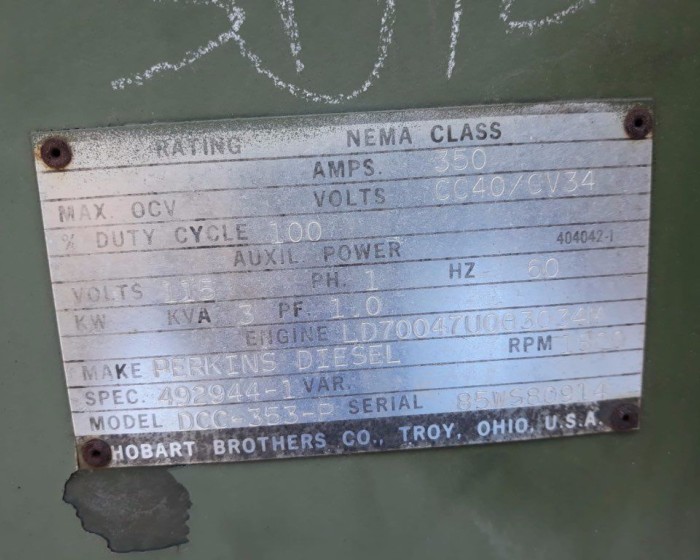 RATING NEMA CLASS
AMPS. 350
MAX. OCV VOLTS CC40/CV34
% DUTY CYCLE 100
AUXIL. POWER 404042-1
VOLTS 115 PH. 1 HZ 60
KW KVA 3 PF. 1.0
ENGINE
MAKE PERKINS DIESEL RPM
SPEC. 492944-1 VAR.
MODEL DCC-353-P SERIAL
HOBART BROTHERS CO., TROY, OHIO, U.S.A.